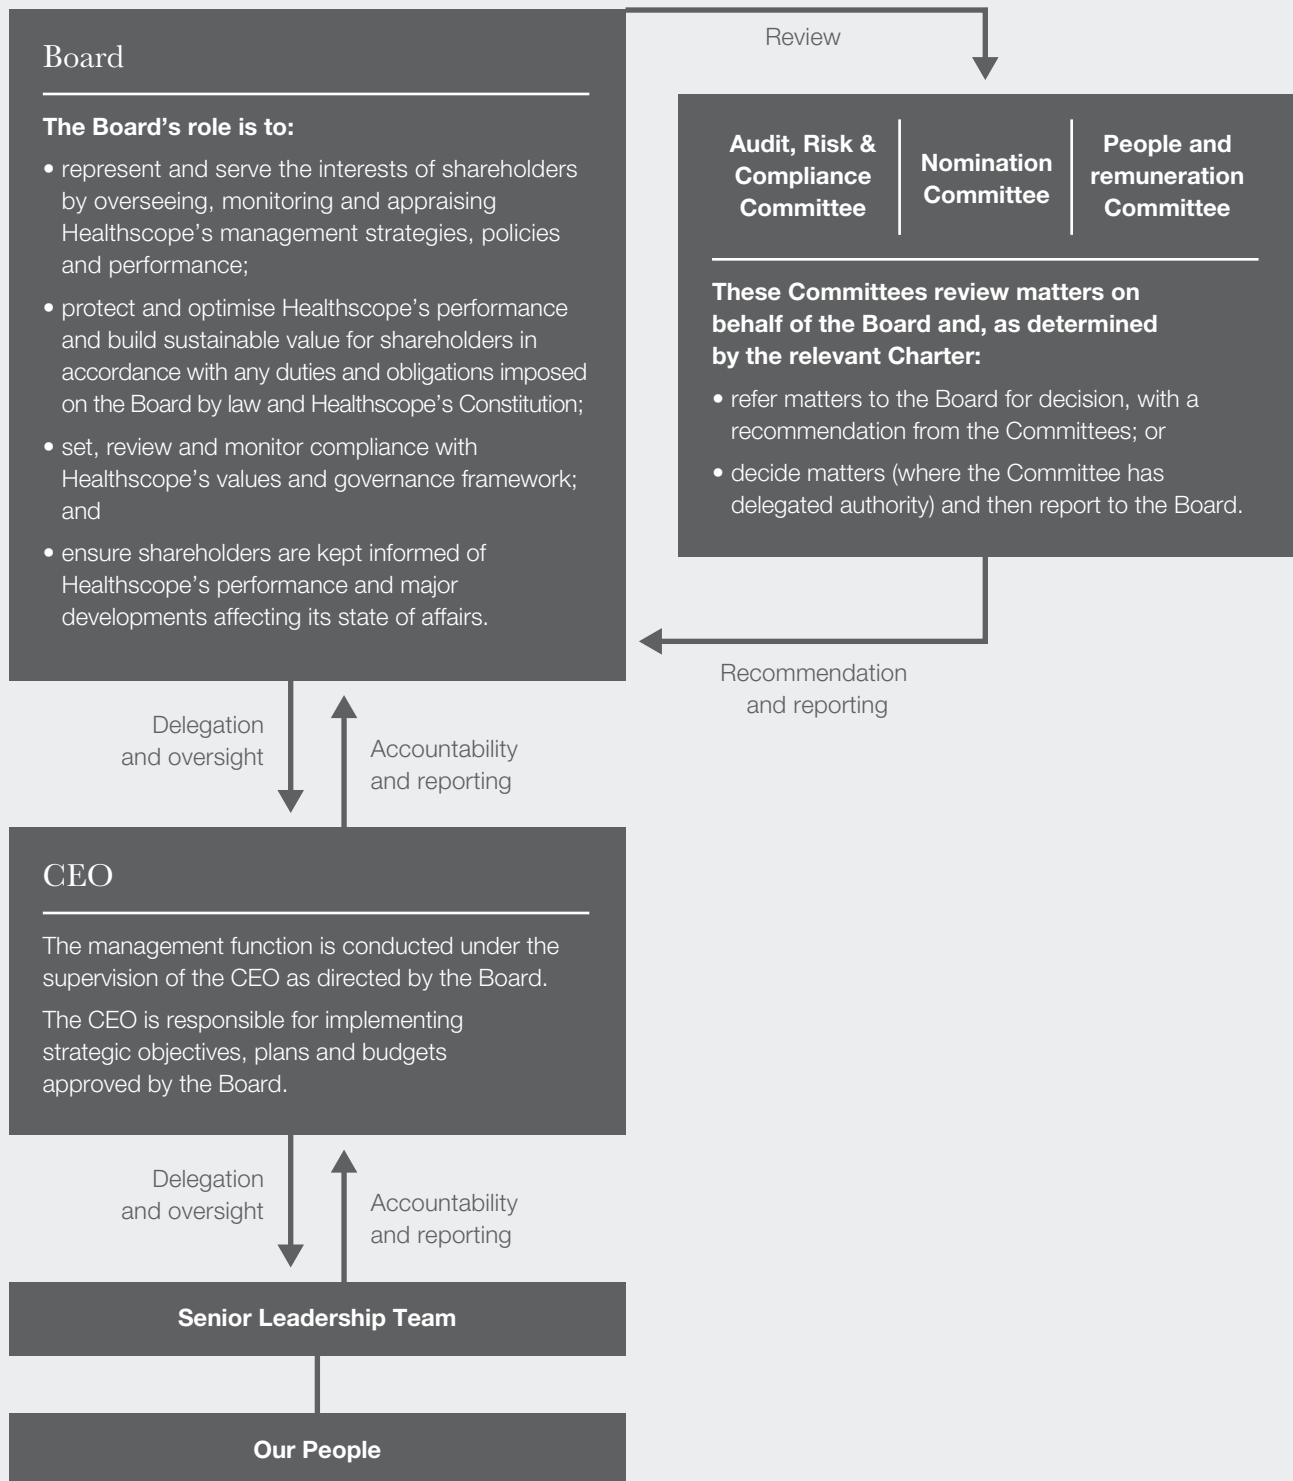 Board
The Board's role is to:
• represent and serve the interests of shareholders
by overseeing, monitoring and appraising
Healthscope's management strategies, policies
and performance;
• protect and optimise Healthscope's performance
and build sustainable value for shareholders in
accordance with any duties and obligations imposed
on the Board by law and Healthscope's Constitution;
• set, review and monitor compliance with
Healthscope's values and governance framework;
and
• ensure shareholders are kept informed of
Healthscope's performance and major
developments affecting its state of affairs.
Review
Audit, Risk &
Compliance
Committee
Nomination
Committee
People and
remuneration
Committee
These Committees review matters on
behalf of the Board and, as determined
by the relevant Charter:
• refer matters to the Board for decision, with a
recommendation from the Committees; or
• decide matters (where the Committee has
delegated authority) and then report to the Board.
Recommendation
and reporting
Delegation
and oversight
Accountability
and reporting
CEO
The management function is conducted under the
supervision of the CEO as directed by the Board.
The CEO is responsible for implementing
strategic objectives, plans and budgets
approved by the Board.
Delegation
and oversight
Accountability
and reporting
Senior Leadership Team
Our People